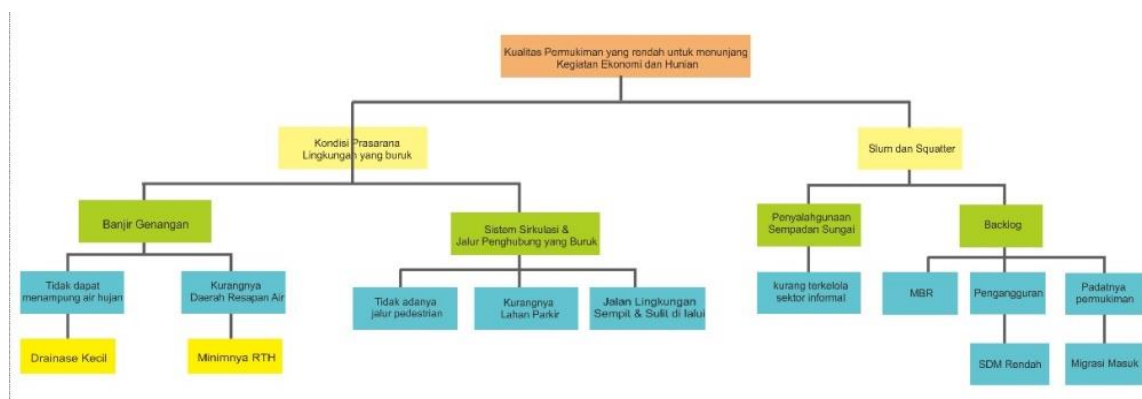 Kualitas Permukiman yang rendah untuk menunjang
Kegiatan Ekonomi dan Hunian
Kondisi Prasarana
Lingkungan yang buruk
Slum dan Squatter
Banjir Genangan
Sistem Sirkulasi &
Jalur Penghubung yang Buruk
Penyalahgunaan
Sempadan Sungai
Backlog
Tidak dapat
menampung air hujan
Kurangnya
Daerah Resapan Air
Tidak adanya
jalur pedestrian
Kurangnya
Lahan Parkir
Jalan Lingkungan
Sempit & Sulit di lalui
kurang terkelola
sektor informal
MBR
Pengangguran
Padatnya
permukiman
Drainase Kecil
Minimnya RTH
SDM Rendah
Migrasi Masuk